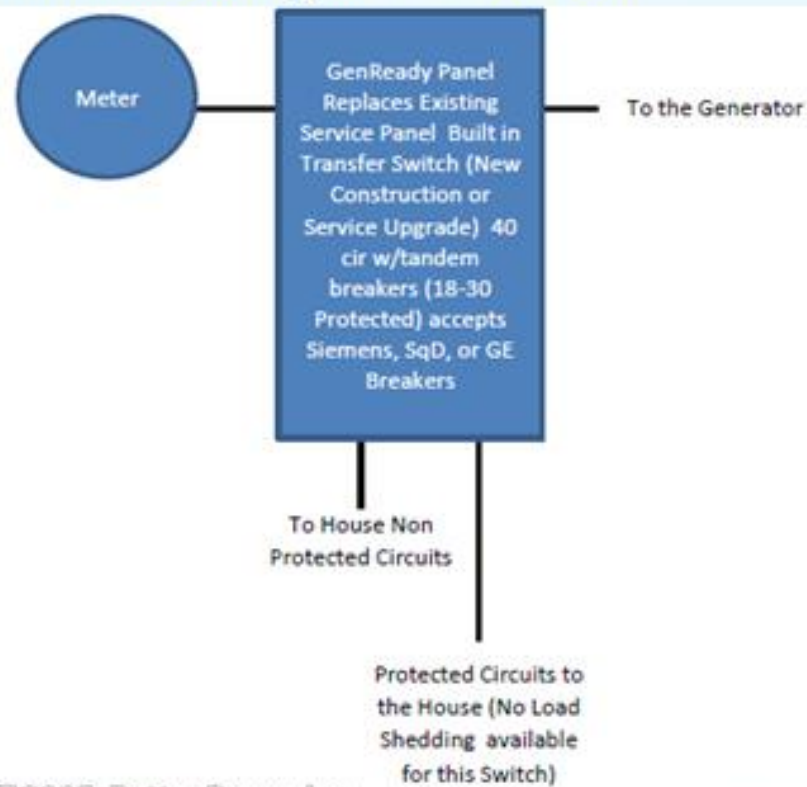 Meter
GenReady Panel
Replaces Existing
Service Panel Built in
Transfer Switch (New
Construction or
Service Upgrade) 40
cir w/tandem
breakers (18-30
Protected) accepts
Siemens, SqD, or GE
Breakers
To the Generator
To House Non
Protected Circuits
Protected Circuits to
the House (No Load
Shedding available
for this Switch)